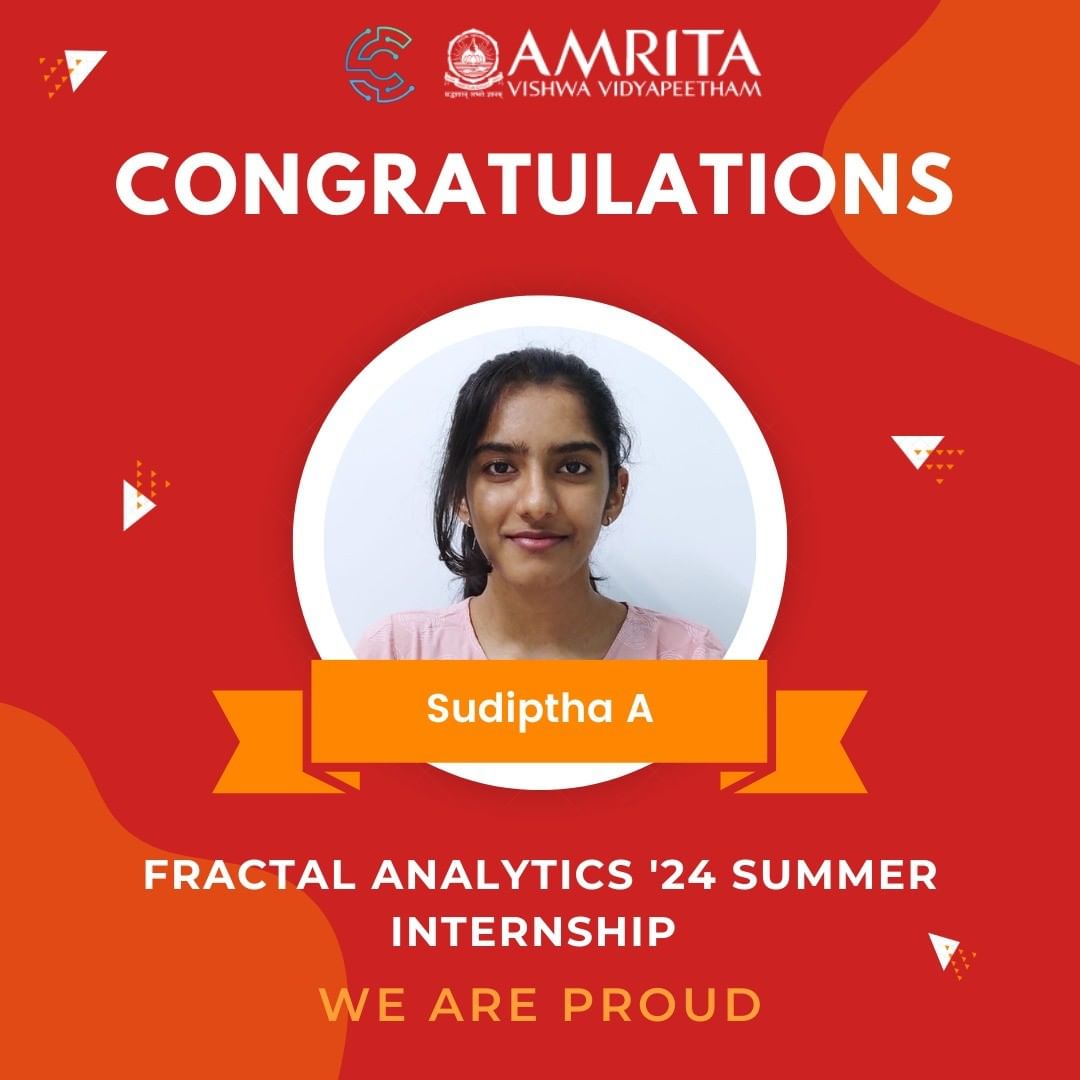 AMRITA
VISHWA VIDYAPEETHAM
CONGRATULATIONS
Sudiptha A
FRACTAL ANALYTICS '24 SUMMER
INTERNSHIP
WE ARE PROUD